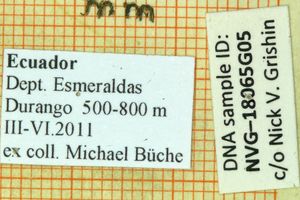 mm
Ecuador
Dept. Esmeraldas
Durango 500-800 m
III-VI.2011
ex coll. Michael Büche
DNA sample ID:
NVG-18065G05
c/o Nick V. Grishin